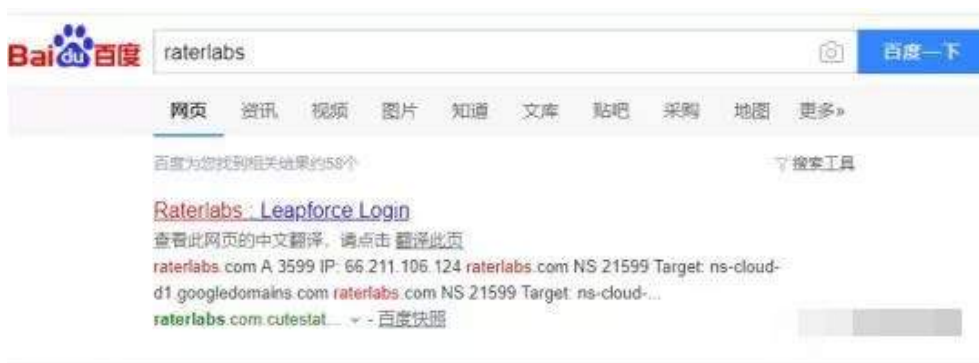 Bai du 百度 raterlabs 百度一下
网页 资讯 视频 图片 知道 文库 贴吧 采购 地图 更多»
百度为您找到相关结果约58个 搜索工具
Raterlabs : Leapforce Login
查看此网页的中文翻译，请点击 翻译此页
raterlabs.com A 3599 IP: 66.211.106.124 raterlabs.com NS 21599 Target: ns-cloud-
d1.googledomains.com raterlabs.com NS 21599 Target: ns-cloud-...
raterlabs.com.cutestat... - 百度快照